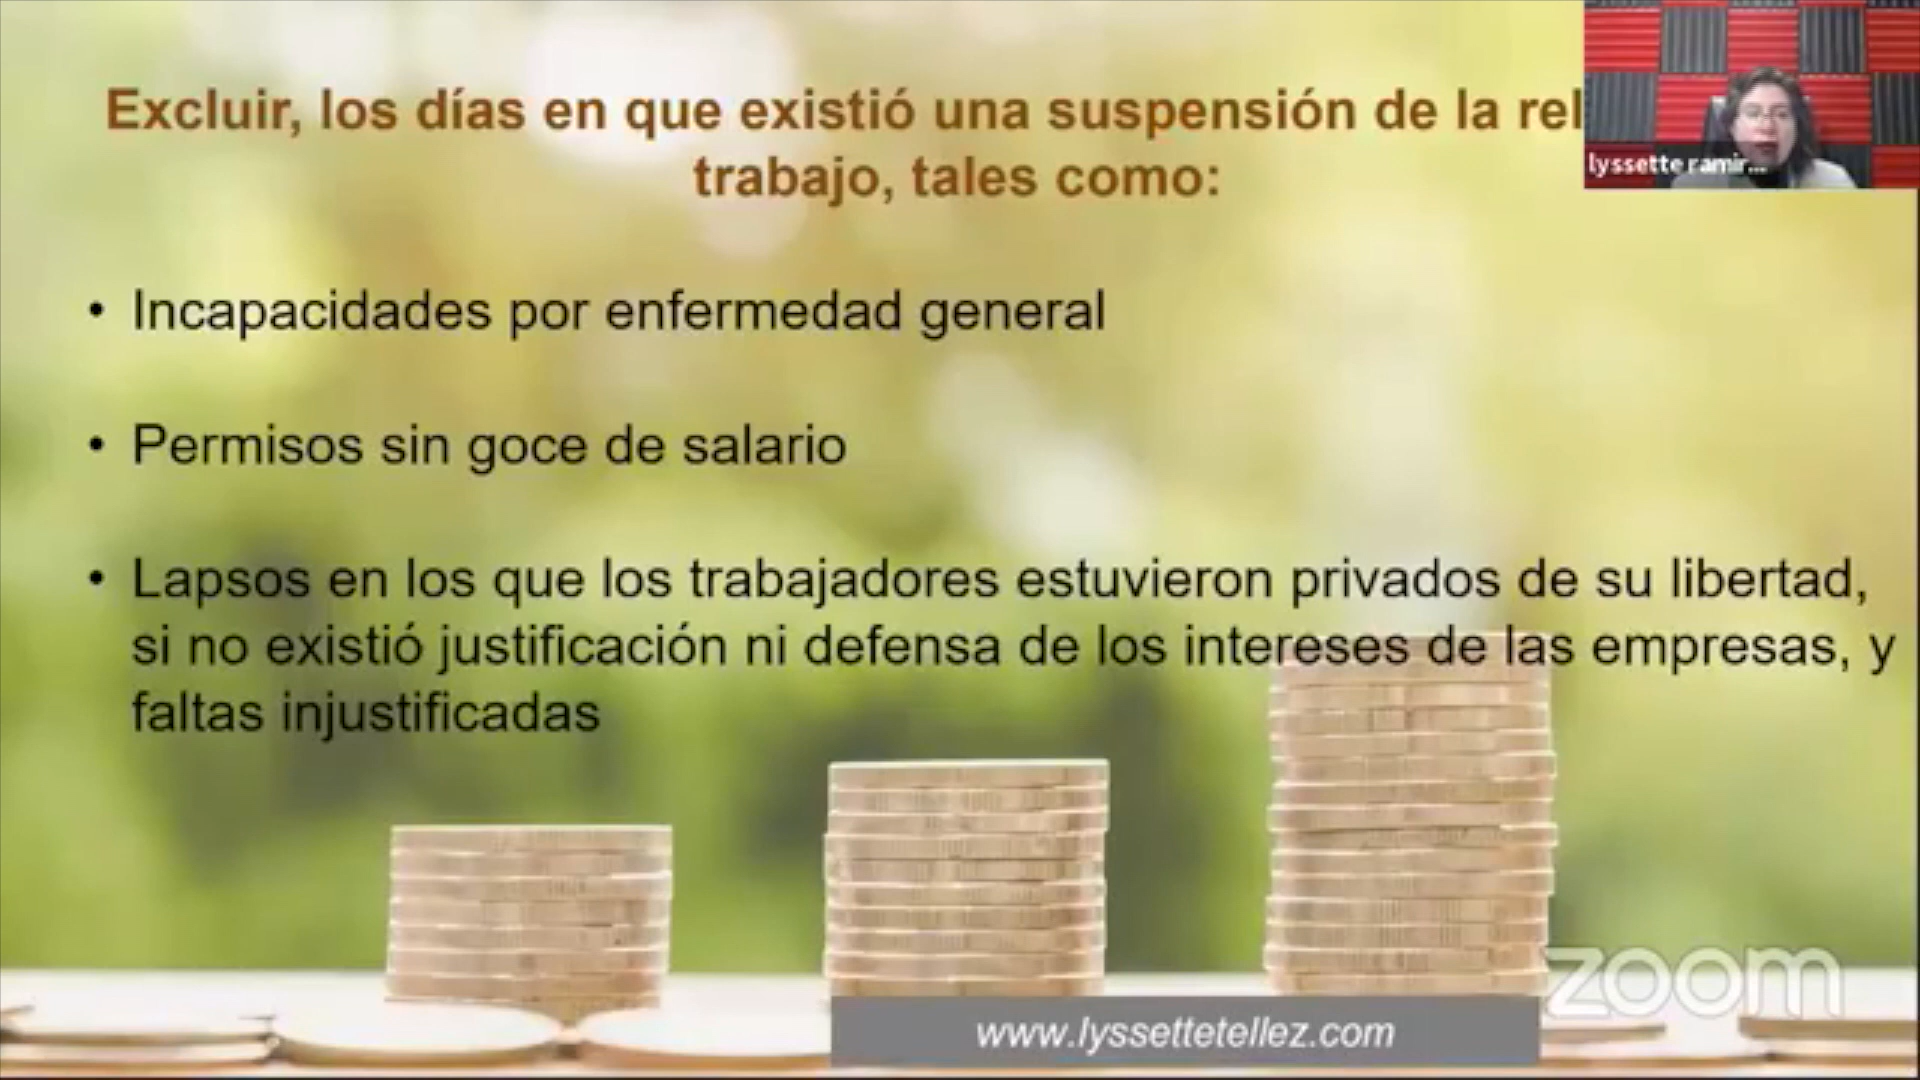 Excluir, los días en que existió una suspensión de la rel
trabajo, tales como:
lyssette ramir...
• Incapacidades por enfermedad general
• Permisos sin goce de salario
• Lapsos en los que los trabajadores estuvieron privados de su libertad,
si no existió justificación ni defensa de los intereses de las empresas, y
faltas injustificadas
zoom
www.lyssettetellez.com